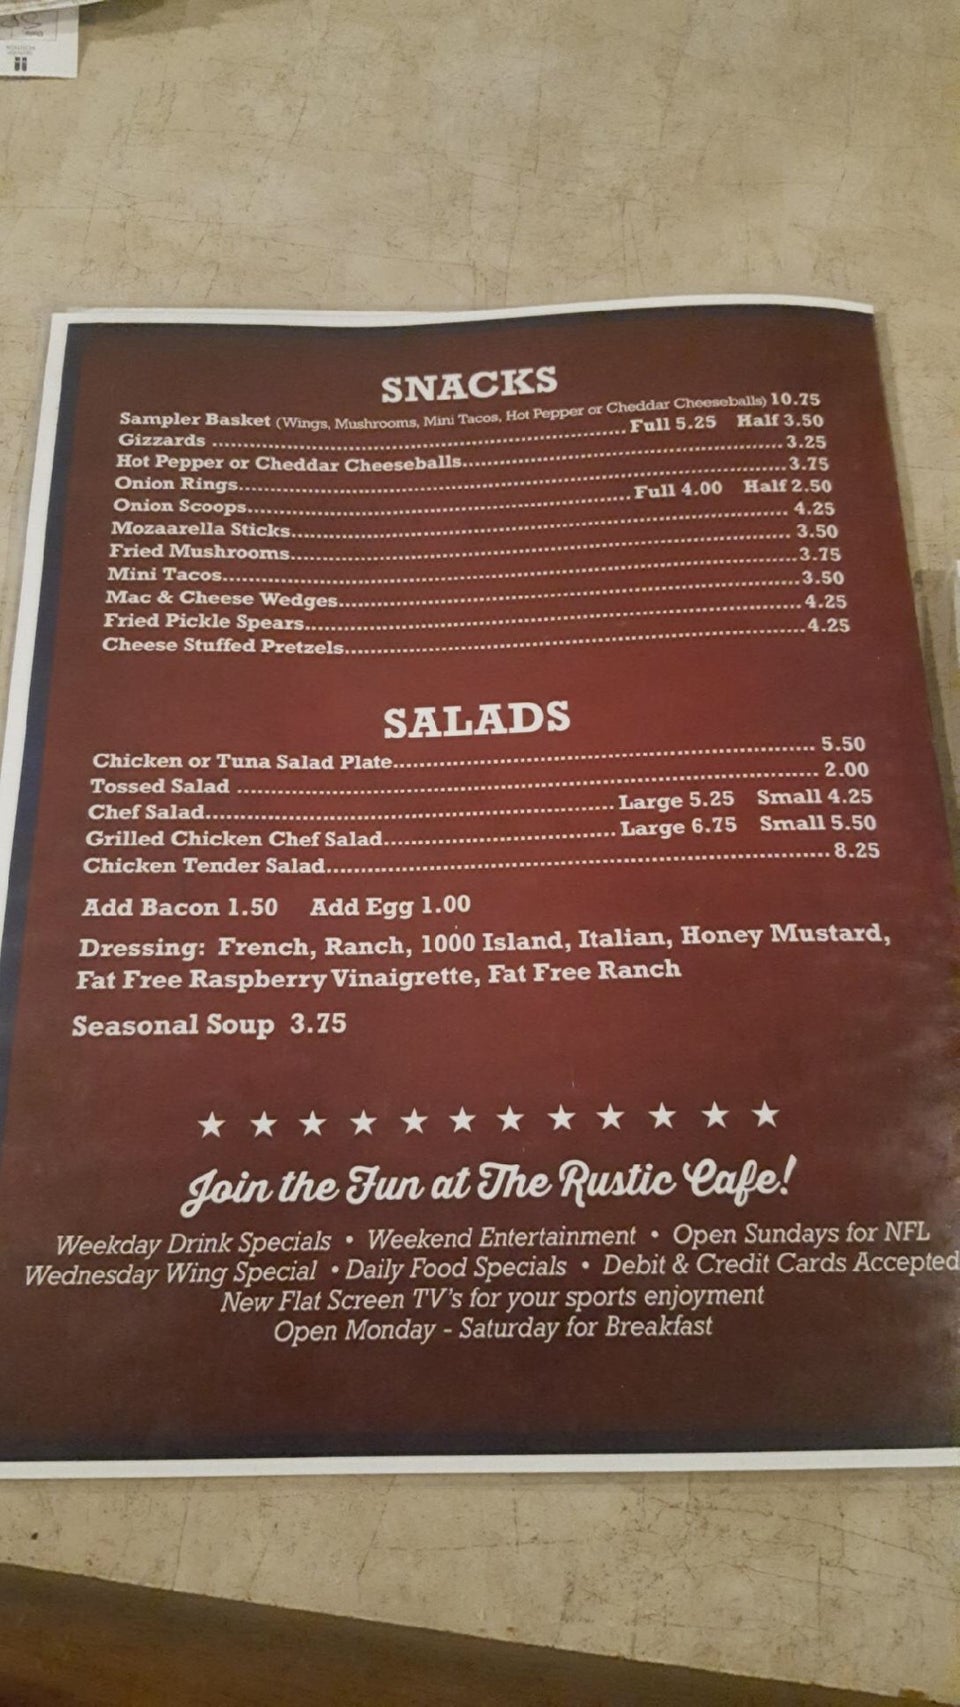 SNACKS
Sampler Basket (Wings, Mushrooms, Mini Tacos, Hot Pepper or Cheddar Cheeseballs) 10.75
Gizzards ........ Full 5.25 Half 3.50
Hot Pepper or Cheddar Cheeseballs........ 3.25
Onion Rings........ 3.75
Onion Scoops........ Full 4.00 Half 2.50
Mozaarella Sticks........ 4.25
Fried Mushrooms........ 3.50
Mini Tacos........ 3.75
Mac & Cheese Wedges........ 3.50
Fried Pickle Spears........ 4.25
Cheese Stuffed Pretzels........ 4.25
SALADS
Chicken or Tuna Salad Plate........ 5.50
Tossed Salad ........ 2.00
Chef Salad........ Large 5.25 Small 4.25
Grilled Chicken Chef Salad........ Large 6.75 Small 5.50
Chicken Tender Salad........ 8.25
Add Bacon 1.50 Add Egg 1.00
Dressing: French, Ranch, 1000 Island, Italian, Honey Mustard,
Fat Free Raspberry Vinaigrette, Fat Free Ranch
Seasonal Soup 3.75
Join the Fun at The Rustic Cafe!
Weekday Drink Specials • Weekend Entertainment • Open Sundays for NFL
Wednesday Wing Special • Daily Food Specials • Debit & Credit Cards Accepted
New Flat Screen TV's for your sports enjoyment
Open Monday - Saturday for Breakfast